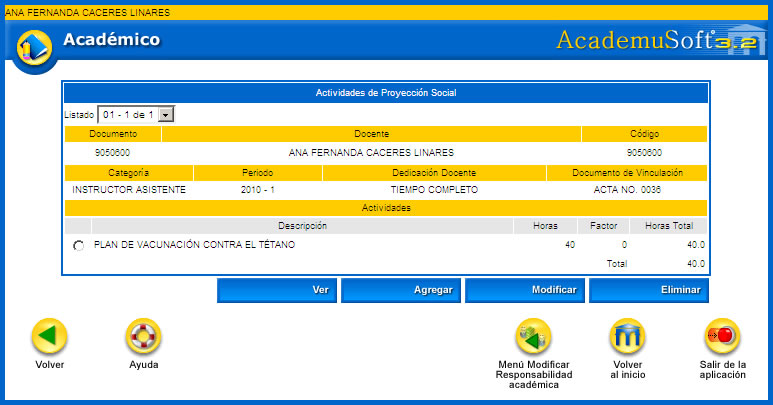 ANA FERNANDA CACERES LINARES
Académico
AcademuSoft 3.2
Actividades de Proyección Social
Listado 01 - 1 de 1
Documento Docente Código
9050600 ANA FERNANDA CACERES LINARES 9050600
Categoría Periodo Dedicación Docente Documento de Vinculación
INSTRUCTOR ASISTENTE 2010 - 1 TIEMPO COMPLETO ACTA NO. 0036
Actividades
Descripción Horas Factor Horas Total
PLAN DE VACUNACIÓN CONTRA EL TÉTANO 40 0 40.0
Total 40.0
Ver Agregar Modificar Eliminar
Volver
Ayuda
Menú Modificar
Responsabilidad
académica
Volver
al inicio
Salir de la
aplicación